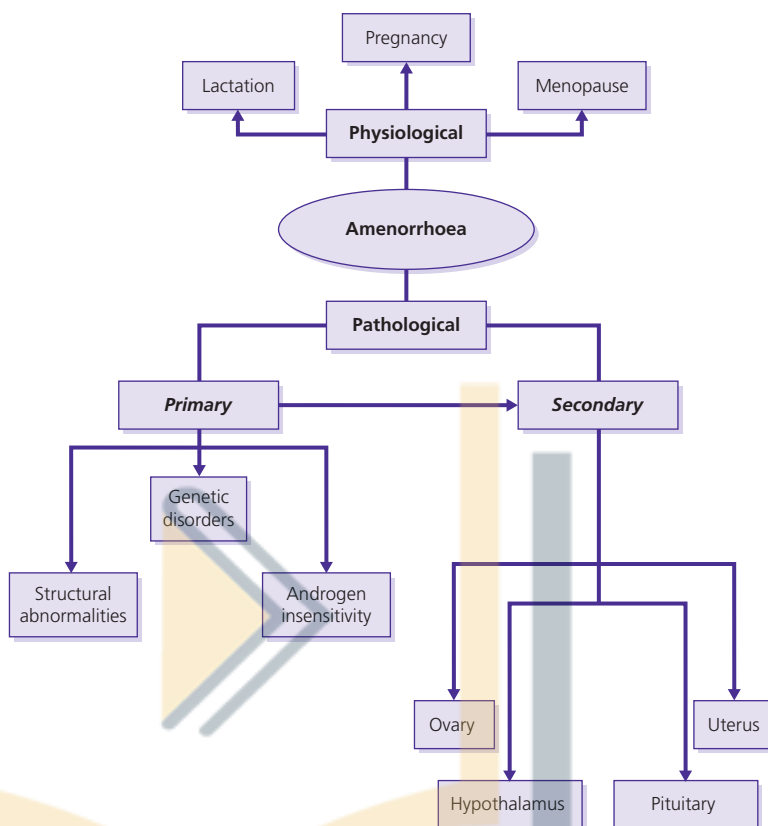 Pregnancy
Lactation
Menopause
Physiological
Amenorrhoea
Pathological
Primary
Secondary
Genetic
disorders
Structural
abnormalities
Androgen
insensitivity
Ovary
Uterus
Hypothalamus
Pituitary